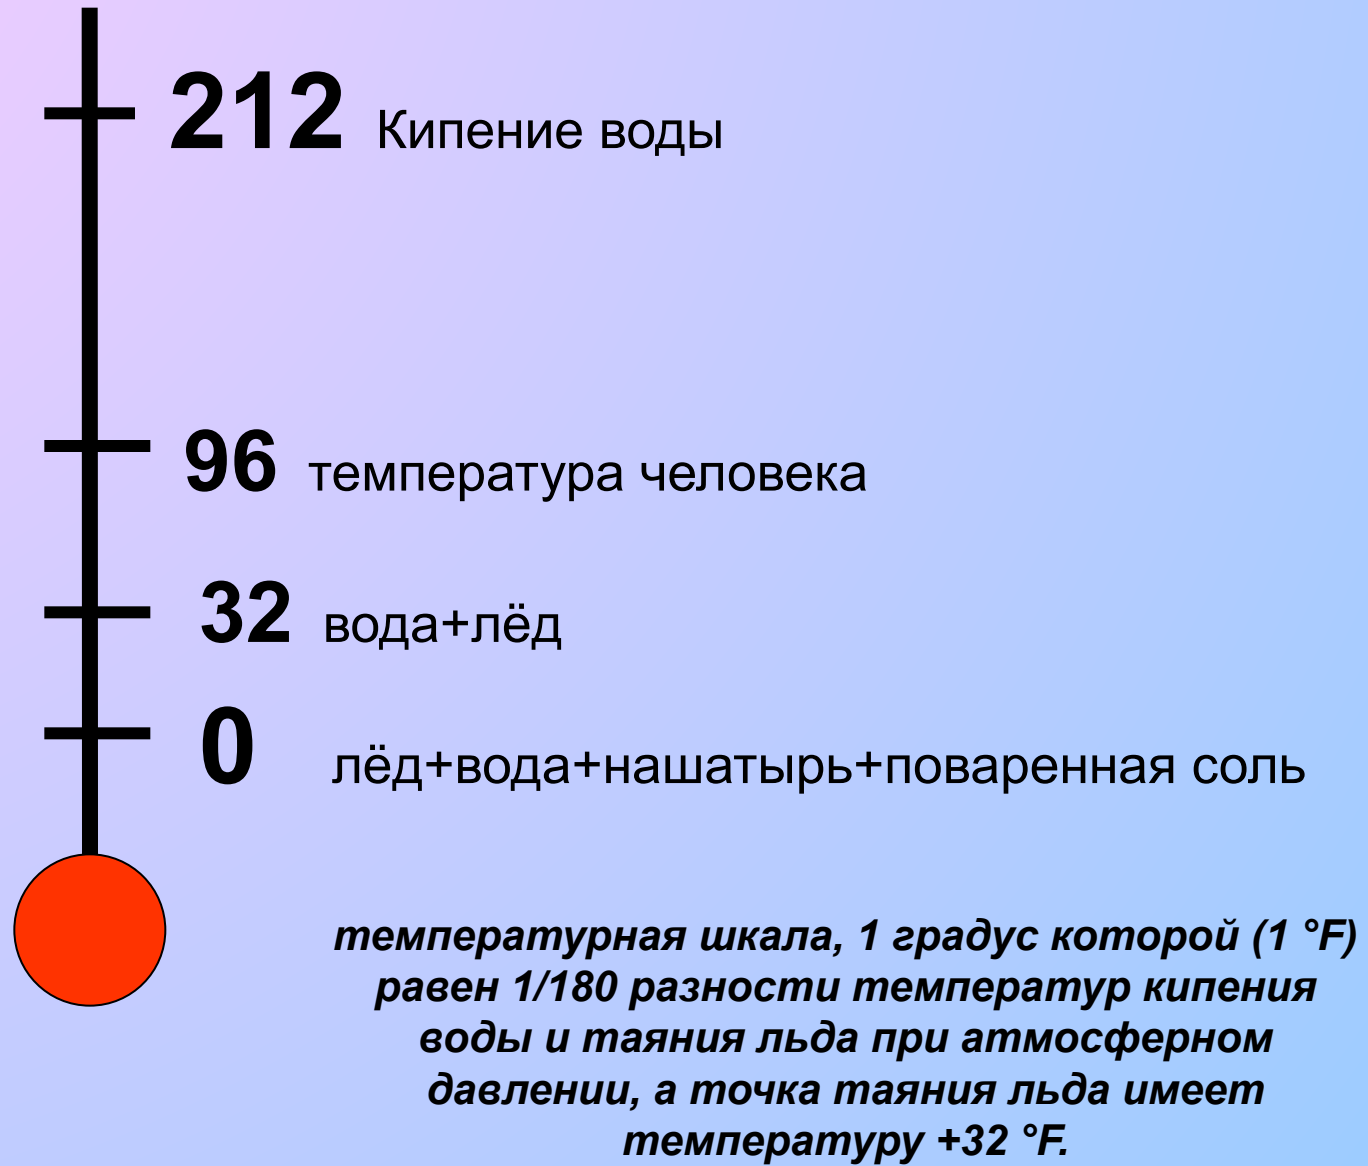 212 Кипение воды
96 температура человека
32 вода+лёд
0 лёд+вода+нашатырь+поваренная соль
температурная шкала, 1 градус которой (1 °F)
равен 1/180 разности температур кипения
воды и таяния льда при атмосферном
давлении, а точка таяния льда имеет
температуру +32 °F.